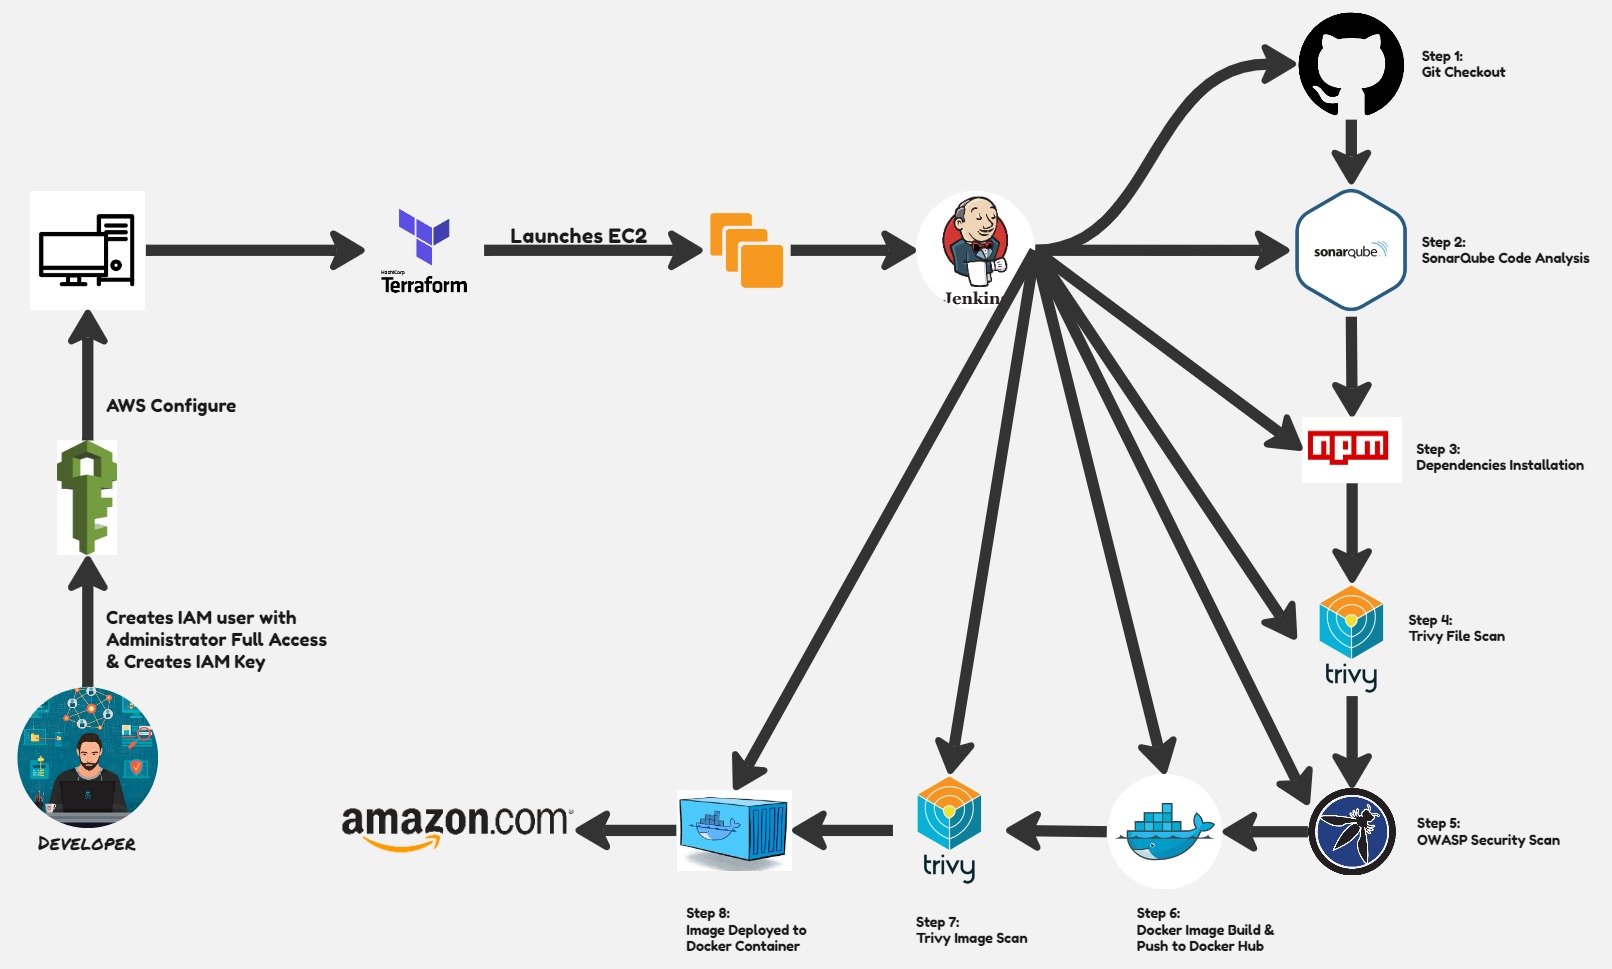 Step 1:
Git Checkout
Launches EC2
HashiCorp
Terraform
Jenkin
sonarqube
Step 2:
SonarQube Code Analysis
AWS Configure
npm
Step 3:
Dependencies Installation
Creates IAM user with
Administrator Full Access
& Creates IAM Key
Step 4:
Trivy File Scan
trivy
DEVELOPER
amazon.com
trivy
Step 5:
OWASP Security Scan
Step 8:
Image Deployed to
Docker Container
Step 7:
Trivy Image Scan
Step 6:
Docker Image Build &
Push to Docker Hub